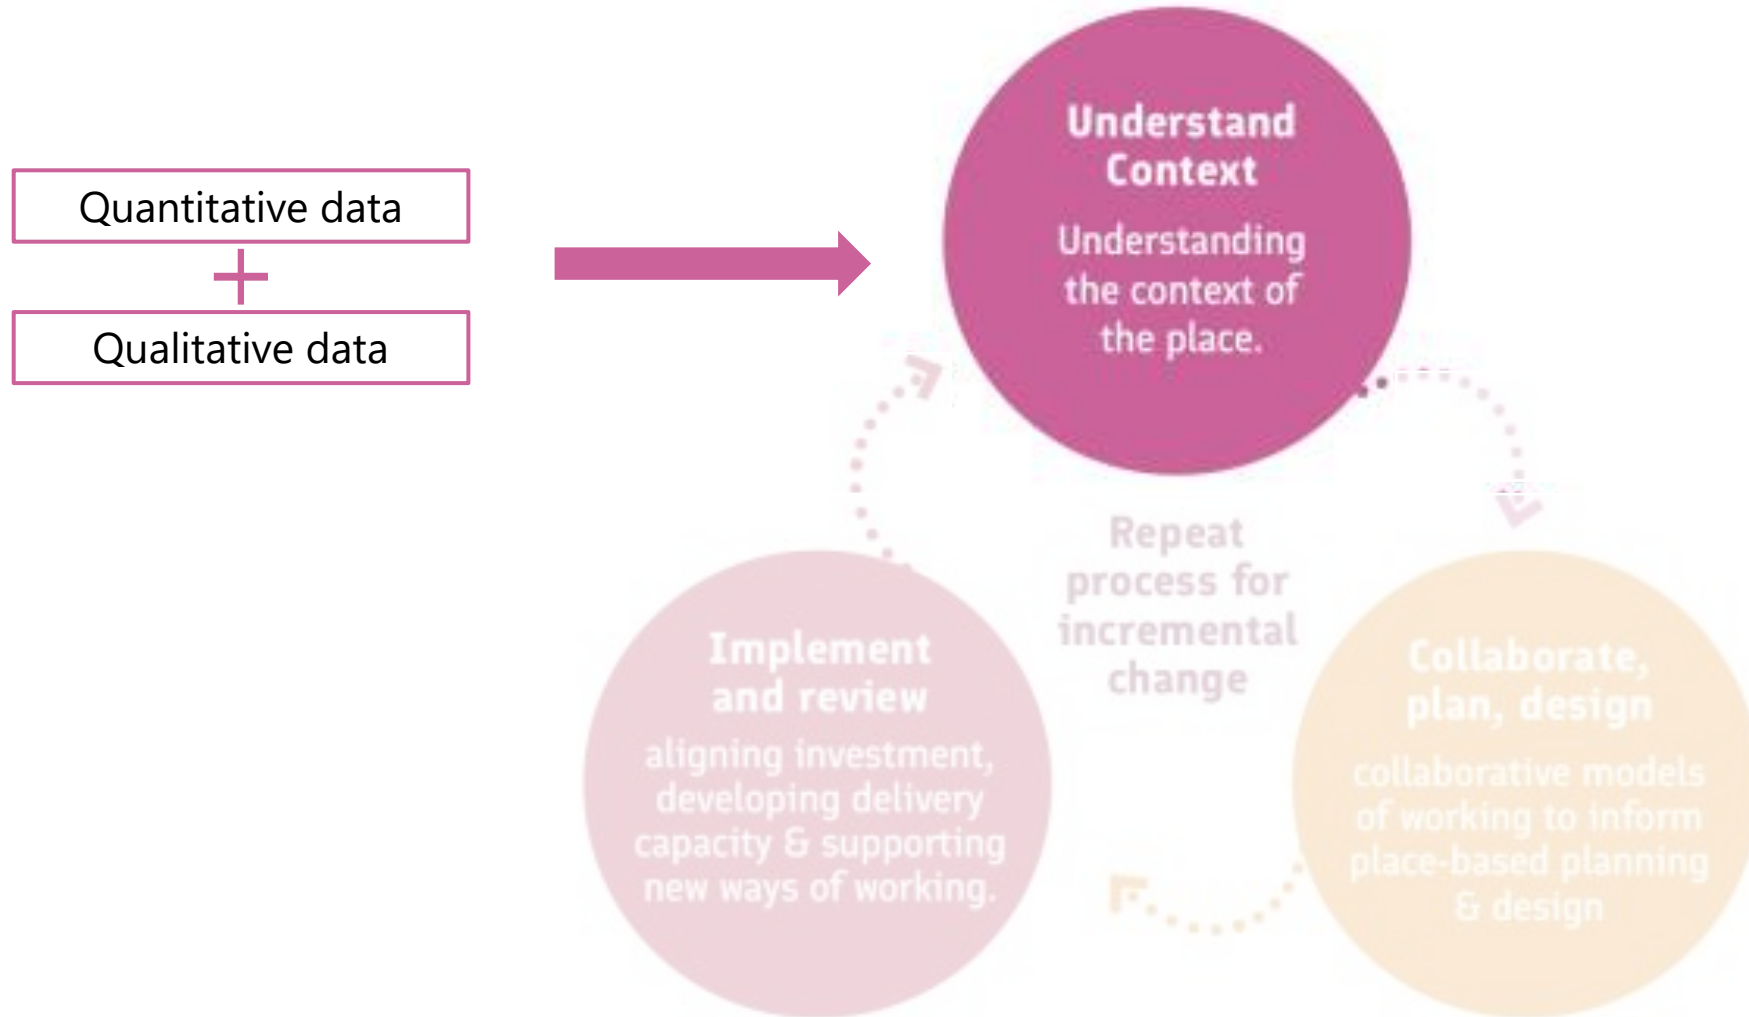 Quantitative data
+
Qualitative data
Understand
Context
Understanding
the context of
the place.
Repeat
process for
incremental
change
Implement
and review
aligning investment,
developing delivery
capacity & supporting
new ways of working.
Collaborate,
plan, design
collaborative models
of working to inform
place-based planning
& design